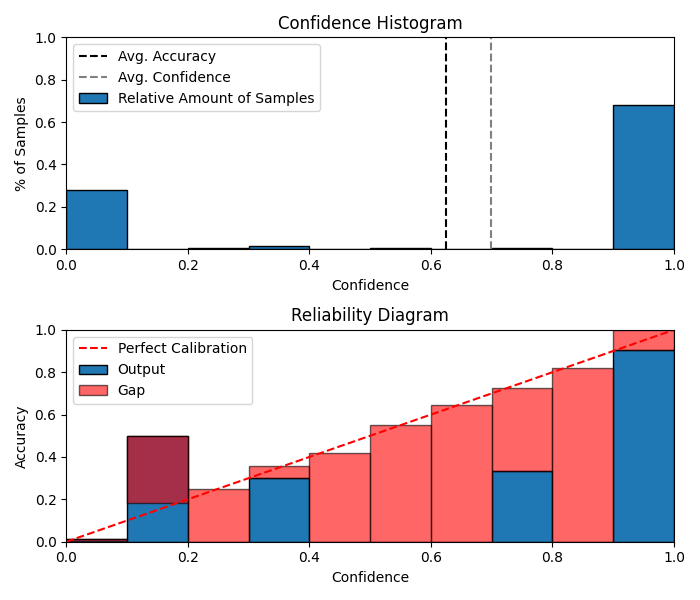 Confidence Histogram
1.0
0.8
0.6
0.4
0.2
0.0
% of Samples
Avg. Accuracy
Avg. Confidence
Relative Amount of Samples
0.0 0.2 0.4 0.6 0.8 1.0
Confidence
Reliability Diagram
1.0
0.8
0.6
0.4
0.2
0.0
Accuracy
Perfect Calibration
Output
Gap
0.0 0.2 0.4 0.6 0.8 1.0
Confidence